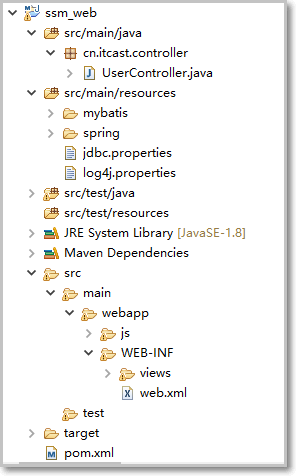 ssm_web
src/main/java
cn.itcast.controller
UserController.java
src/main/resources
mybatis
spring
jdbc.properties
log4j.properties
src/test/java
src/test/resources
JRE System Library [JavaSE-1.8]
Maven Dependencies
src
main
webapp
js
WEB-INF
views
web.xml
test
target
pom.xml